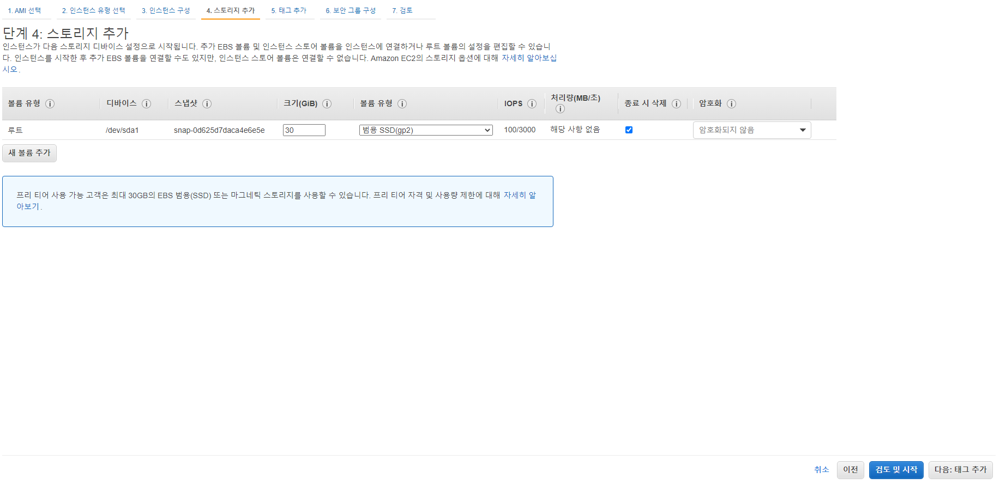 1. AMI 선택 2. 인스턴스 유형 선택 3. 인스턴스 구성 4. 스토리지 추가 5. 태그 추가 6. 보안 그룹 구성 7. 검토
단계 4: 스토리지 추가
인스턴스가 다음 스토리지 디바이스 설정으로 시작됩니다. 추가 EBS 볼륨 및 인스턴스 스토어 볼륨을 인스턴스에 연결하거나 루트 볼륨의 설정을 편집할 수 있습니
다. 인스턴스를 시작한 후 추가 EBS 볼륨을 연결할 수도 있지만, 인스턴스 스토어 볼륨은 연결할 수 없습니다. Amazon EC2의 스토리지 옵션에 대해 자세히 알아보십
시오.
볼륨 유형 i 디바이스 i 스냅샷 i 크기(GiB) i 볼륨 유형 i IOPS i 처리량(MB/초) i 종료 시 삭제 i 암호화 i
루트 /dev/sda1 snap-0d625d7daca4e6e5e 30 범용 SSD(gp2) 100/3000 해당 사항 없음 암호화되지 않음
새 볼륨 추가
프리 티어 사용 가능 고객은 최대 30GB의 EBS 범용(SSD) 또는 마그네틱 스토리지를 사용할 수 있습니다. 프리 티어 자격 및 사용량 제한에 대해 자세히 알
아보기.
취소 이전 검토 및 시작 다음: 태그 추가